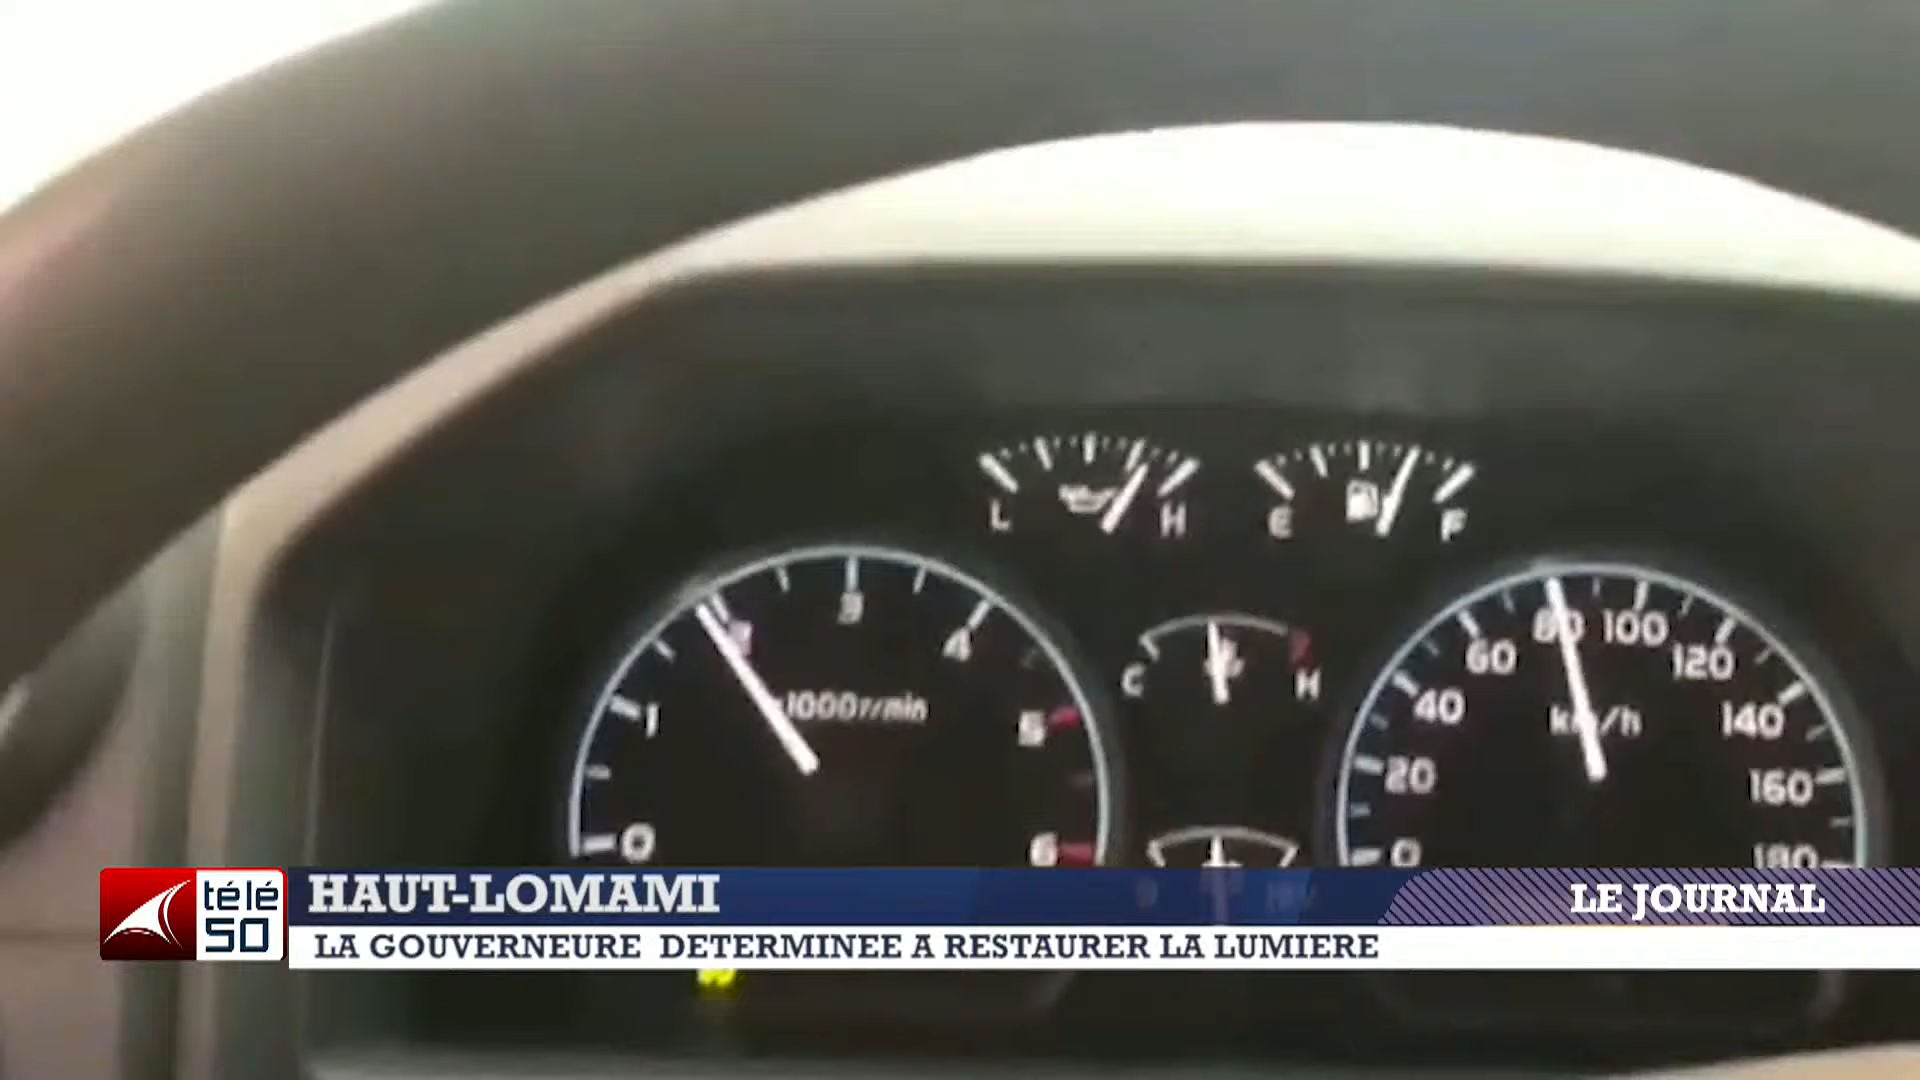 L H E F
3
2 4
80 100
60 120
C H
×1000r/min
40 km/h 140
1 5
20 160
0 6 0 180
télé 50
HAUT-LOMAMI
LE JOURNAL
LA GOUVERNEURE DETERMINEE A RESTAURER LA LUMIERE